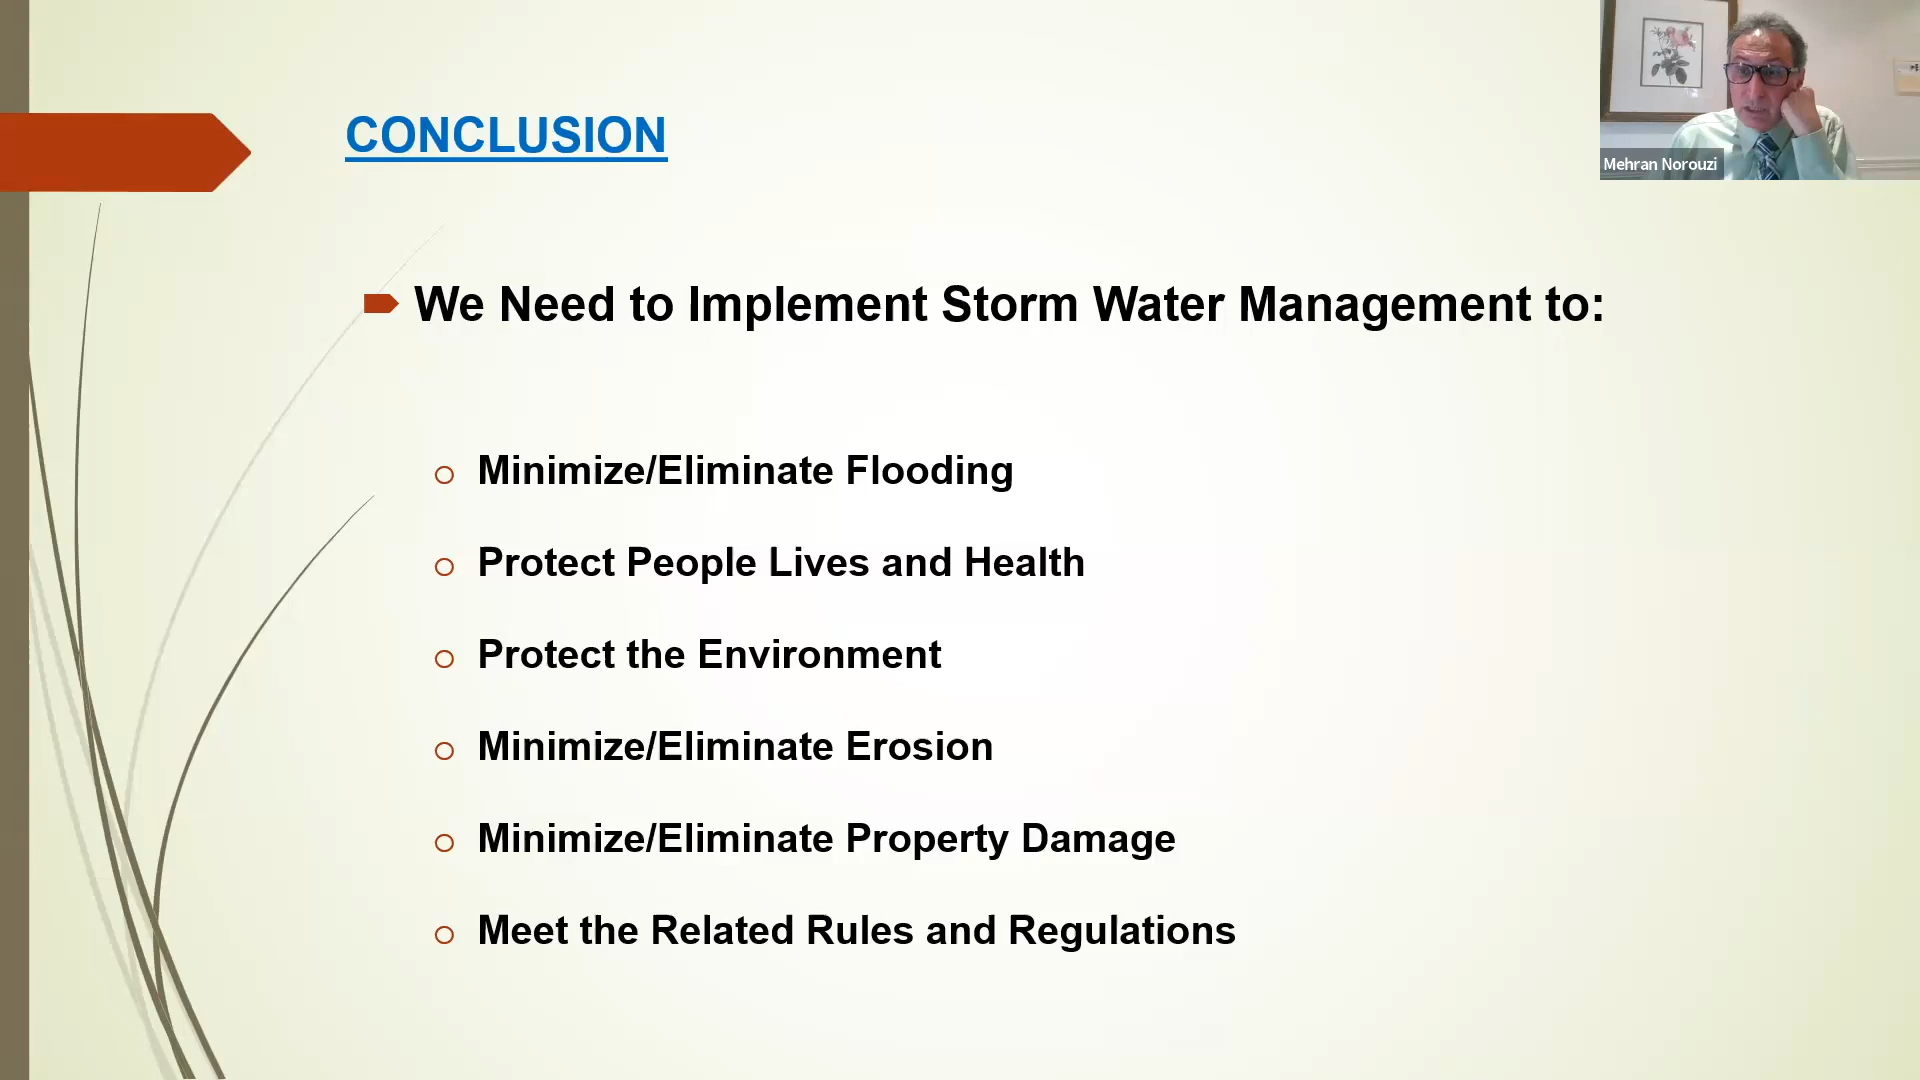 CONCLUSION
Mehran Norouzi
We Need to Implement Storm Water Management to:
Minimize/Eliminate Flooding
Protect People Lives and Health
Protect the Environment
Minimize/Eliminate Erosion
Minimize/Eliminate Property Damage
Meet the Related Rules and Regulations